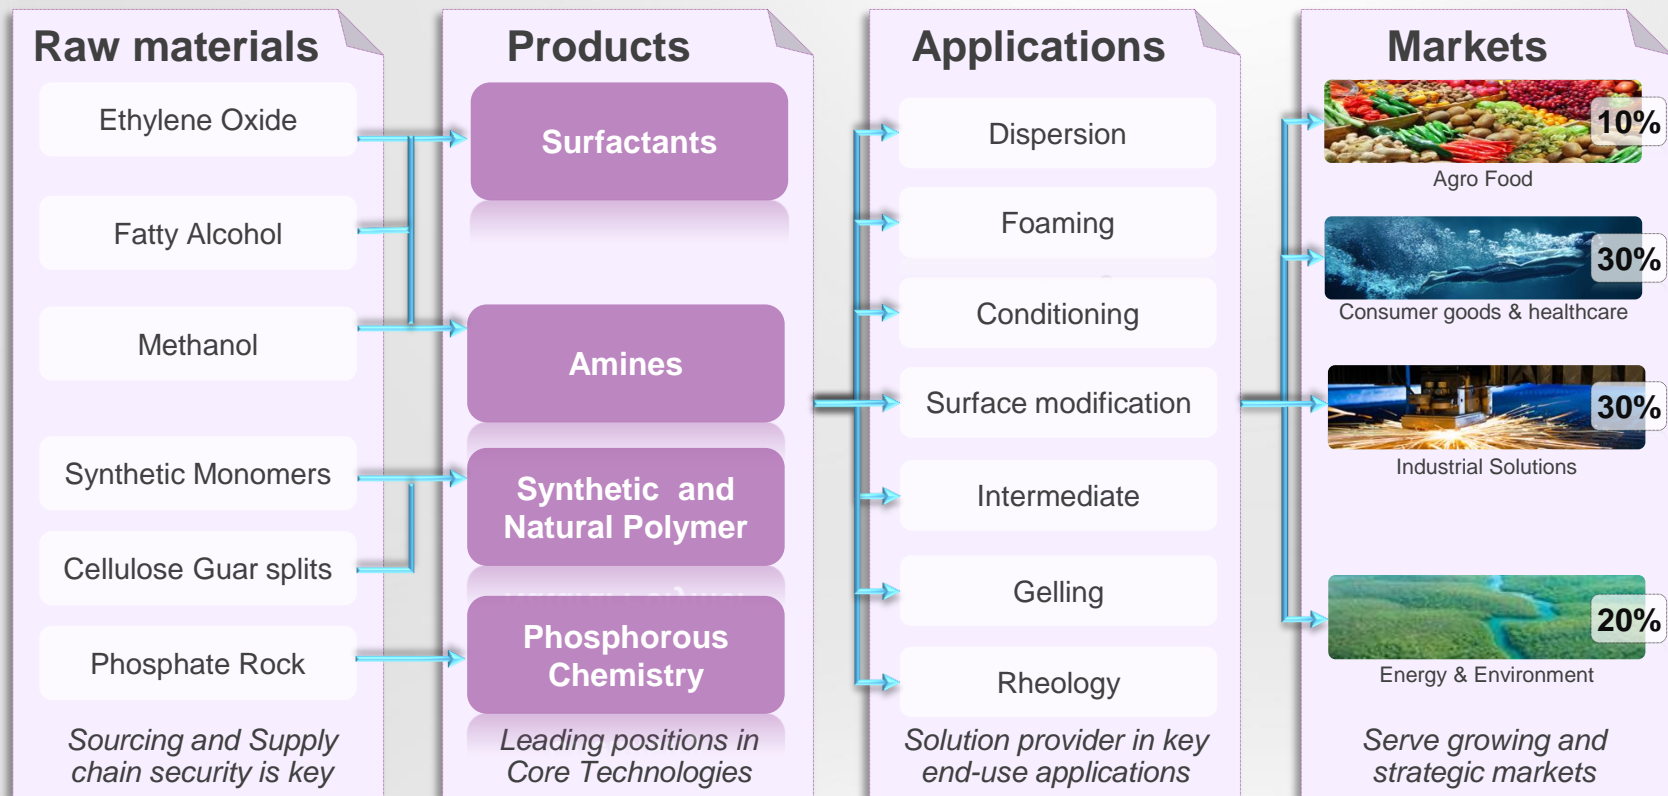 Raw materials
Ethylene Oxide
Fatty Alcohol
Methanol
Synthetic Monomers
Cellulose Guar splits
Phosphate Rock
Sourcing and Supply
chain security is key
Products
Surfactants
Amines
Synthetic and
Natural Polymer
Phosphorous
Chemistry
Leading positions in
Core Technologies
Applications
Dispersion
Foaming
Conditioning
Surface modification
Intermediate
Gelling
Rheology
Solution provider in key
end-use applications
Markets
10%
Agro Food
30%
Consumer goods & healthcare
30%
Industrial Solutions
20%
Energy & Environment
Serve growing and
strategic markets